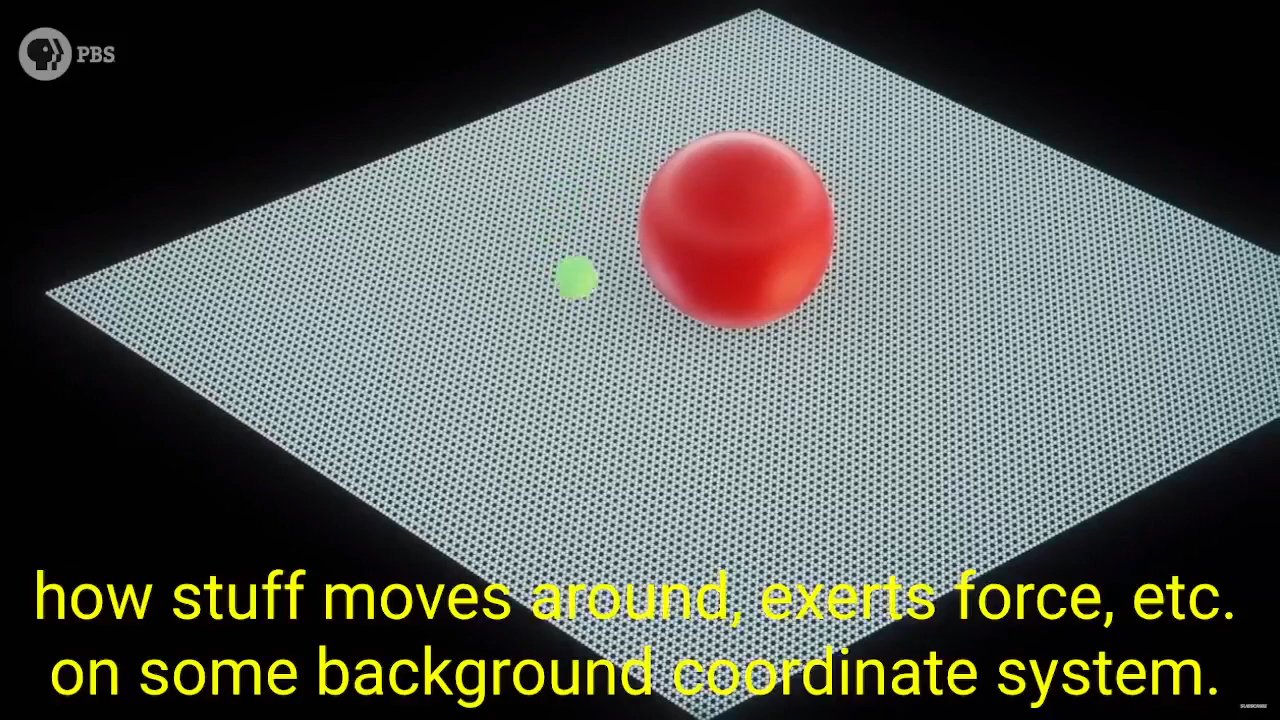 PBS
how stuff moves around, exerts force, etc.
on some background coordinate system.